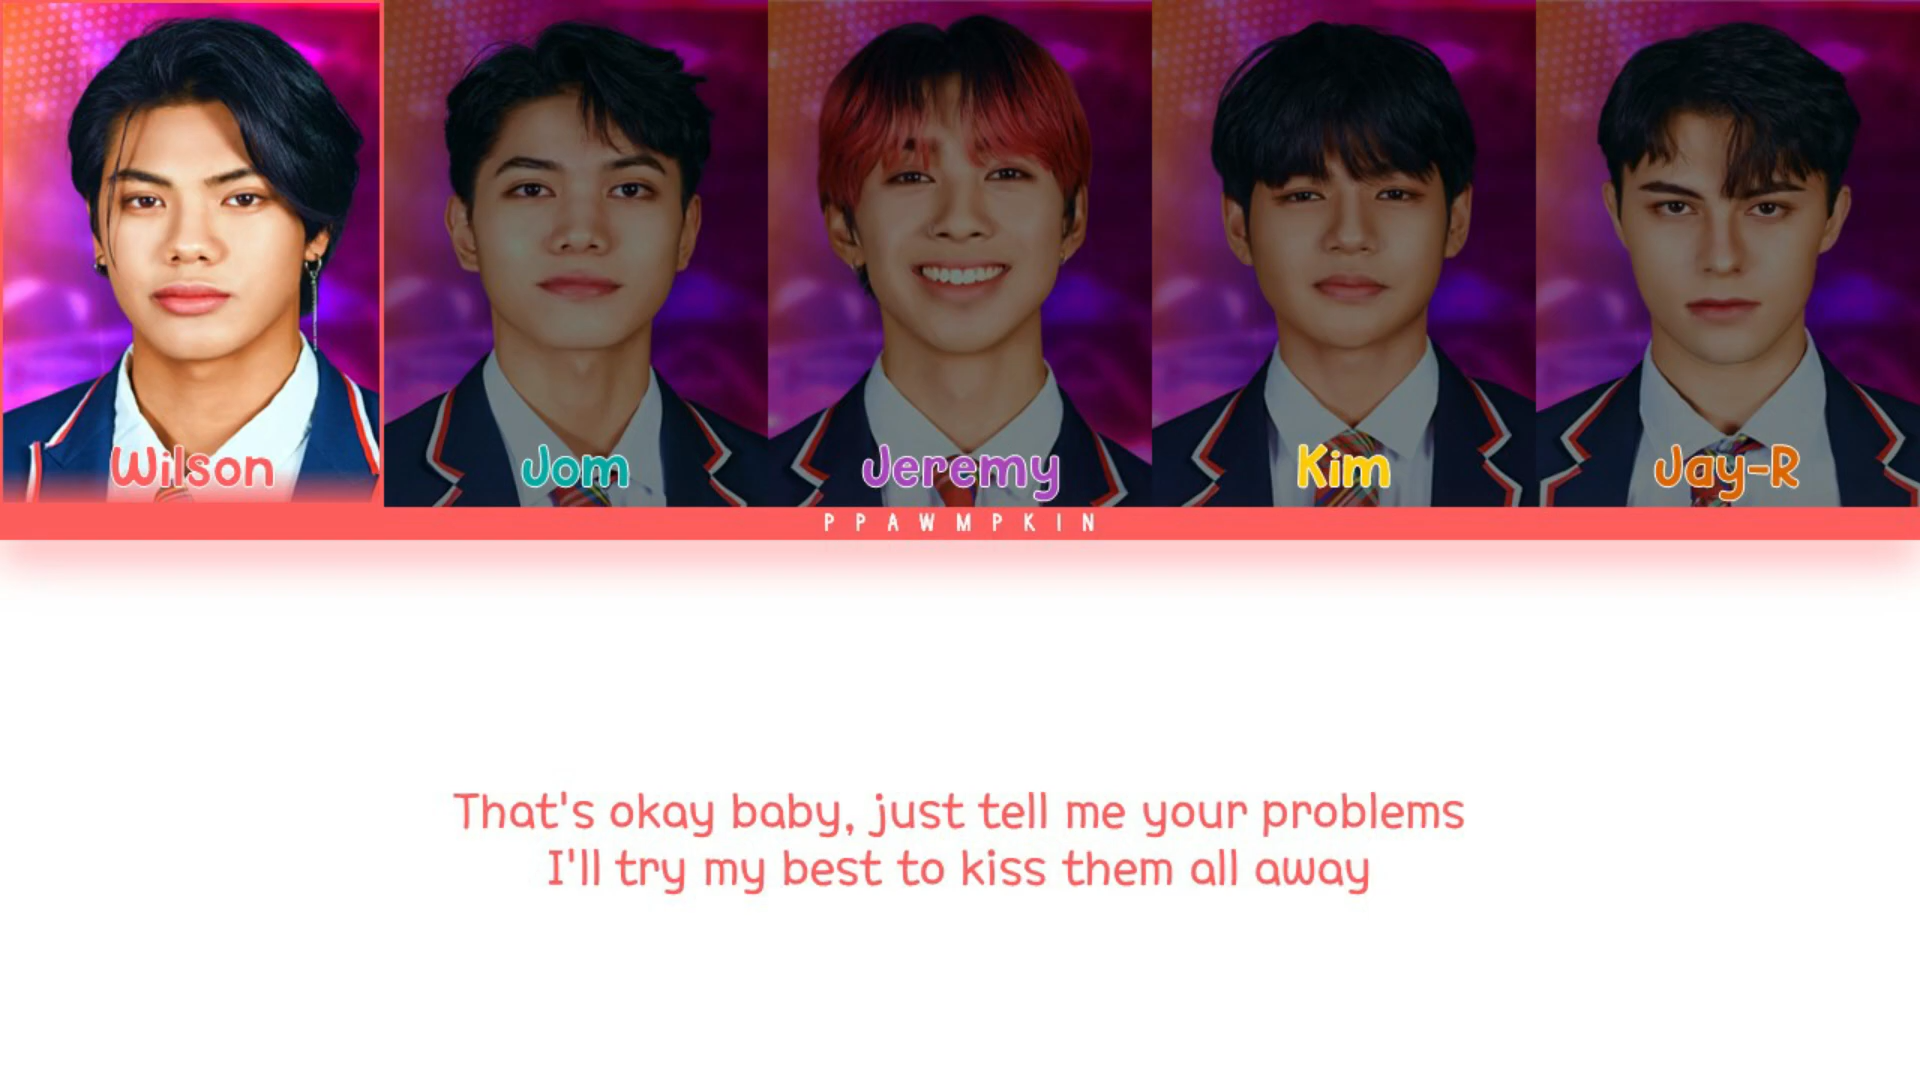 Wilson
Jom
Jeremy
Kim
Jay-R
PPAWMPKIN
That's okay baby, just tell me your problems
I'll try my best to kiss them all away